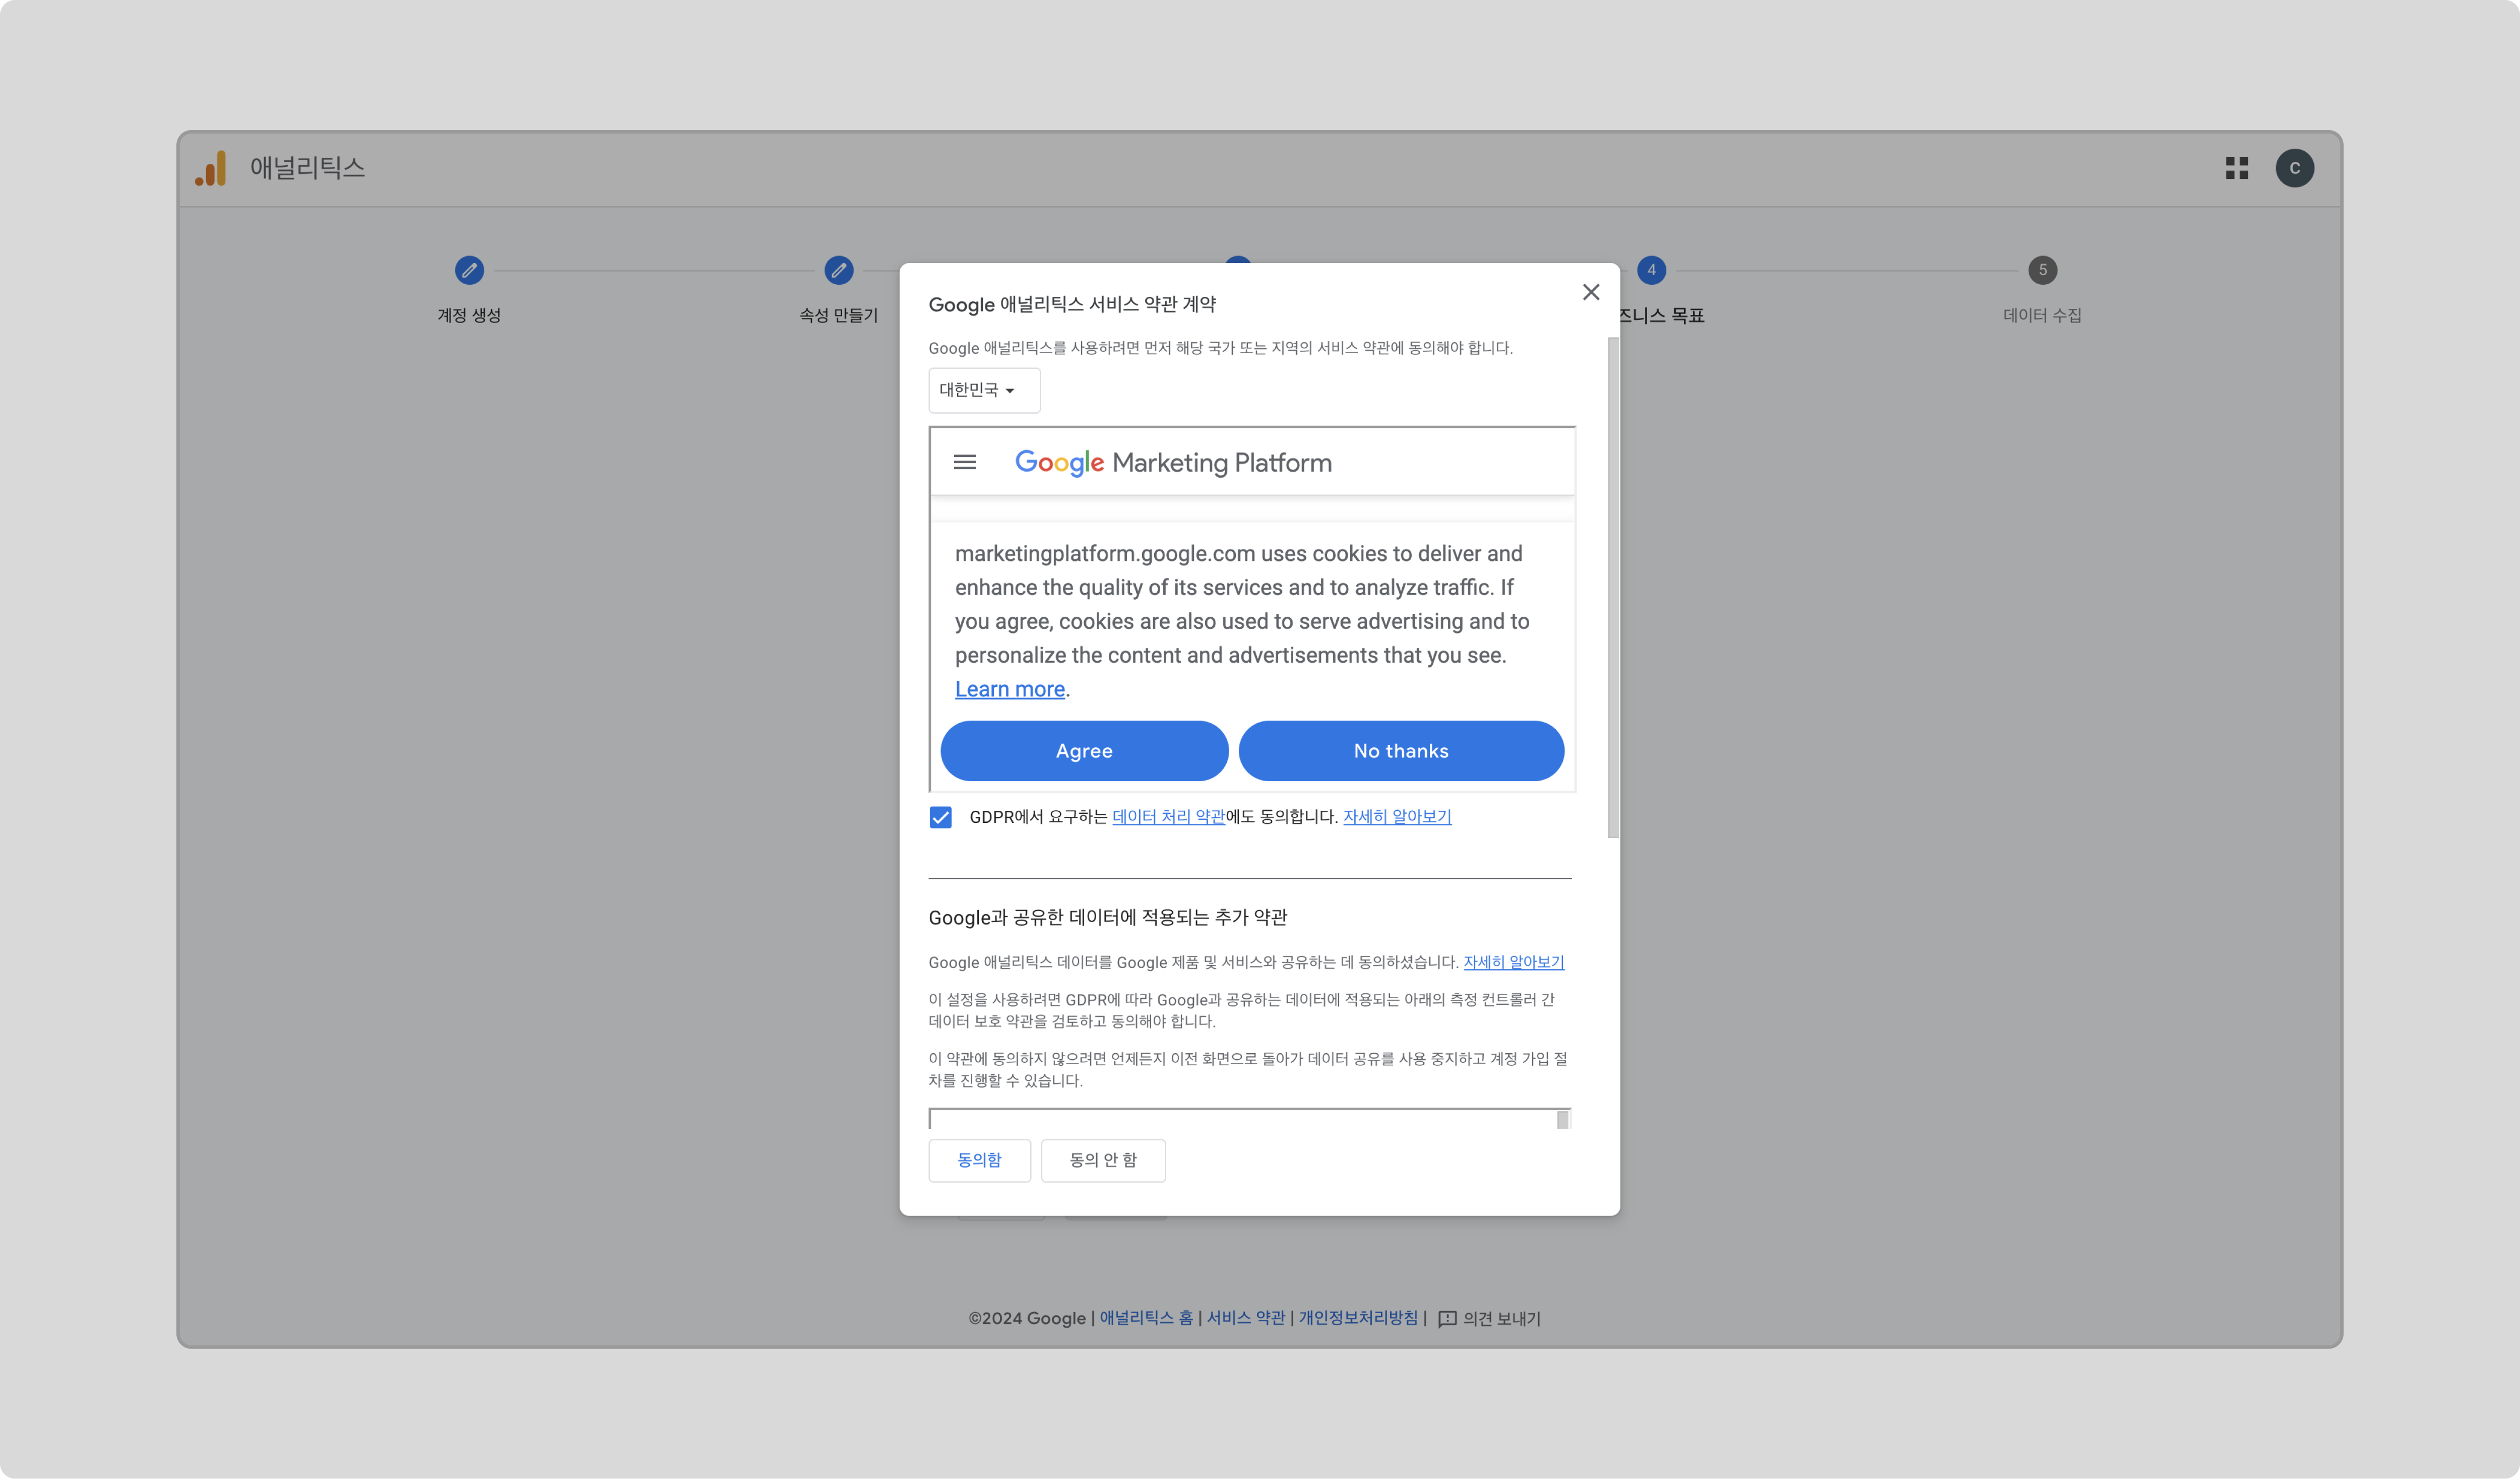 애널리틱스
C
계정 생성
속성 만들기
4
즈니스 목표
5
데이터 수집
Google 애널리틱스 서비스 약관 계약
Google 애널리틱스를 사용하려면 먼저 해당 국가 또는 지역의 서비스 약관에 동의해야 합니다.
대한민국
Google Marketing Platform
marketingplatform.google.com uses cookies to deliver and
enhance the quality of its services and to analyze traffic. If
you agree, cookies are also used to serve advertising and to
personalize the content and advertisements that you see.
Learn more.
Agree
No thanks
GDPR에서 요구하는 데이터 처리 약관에도 동의합니다. 자세히 알아보기
Google과 공유한 데이터에 적용되는 추가 약관
Google 애널리틱스 데이터를 Google 제품 및 서비스와 공유하는 데 동의하셨습니다. 자세히 알아보기
이 설정을 사용하려면 GDPR에 따라 Google과 공유하는 데이터에 적용되는 아래의 측정 컨트롤러 간
데이터 보호 약관을 검토하고 동의해야 합니다.
이 약관에 동의하지 않으려면 언제든지 이전 화면으로 돌아가 데이터 공유를 사용 중지하고 계정 가입 절
차를 진행할 수 있습니다.
동의함
동의 안 함
©2024 Google | 애널리틱스 홈 | 서비스 약관 | 개인정보처리방침 | 의견 보내기